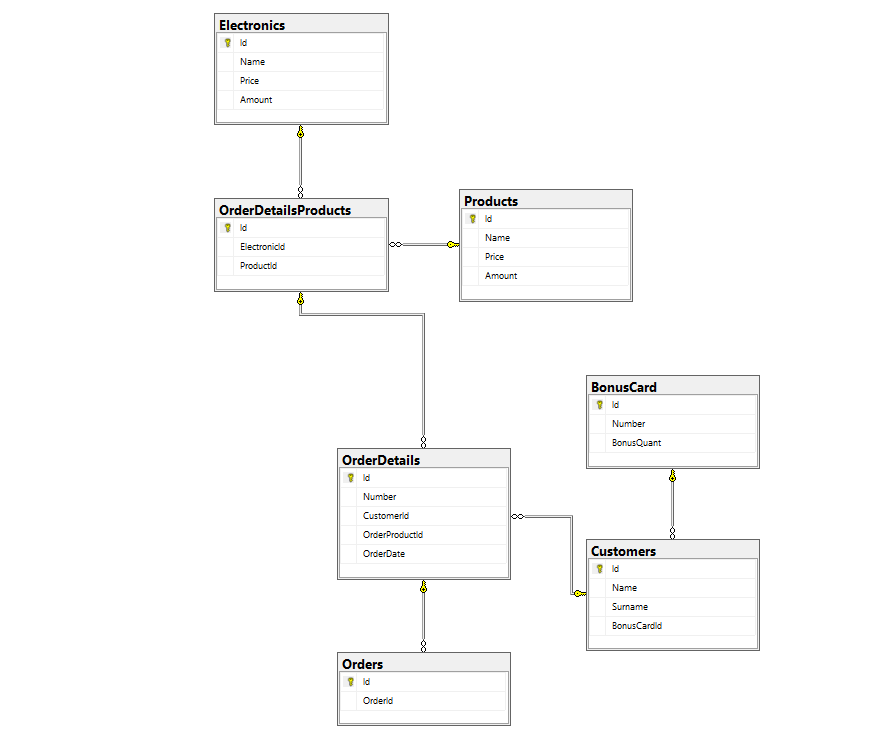 Electronics
Id
Name
Price
Amount
OrderDetailsProducts
Id
ElectronicId
ProductId
Products
Id
Name
Price
Amount
BonusCard
Id
Number
BonusQuant
OrderDetails
Id
Number
CustomerId
OrderProductId
OrderDate
Customers
Id
Name
Surname
BonusCardId
Orders
Id
OrderId